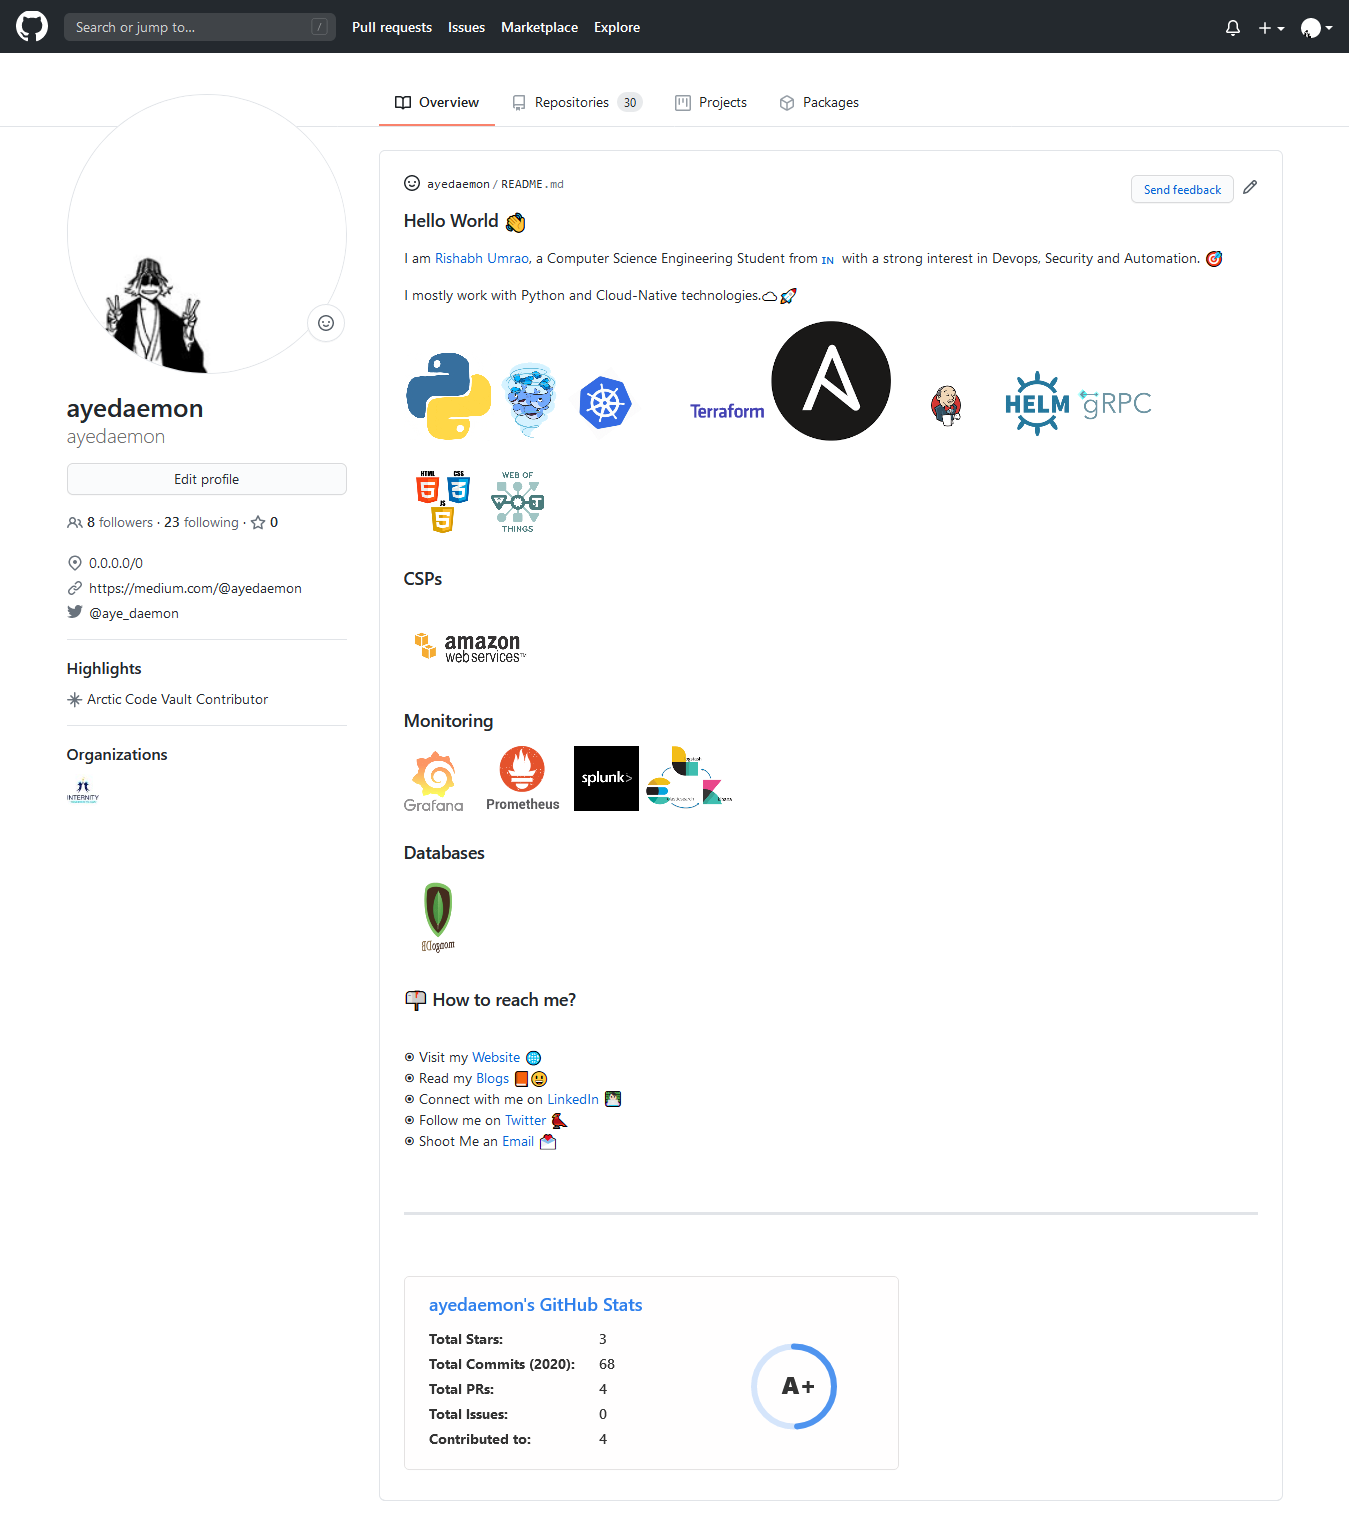 Search or jump to... /
Pull requests Issues Marketplace Explore
Overview Repositories 30 Projects Packages
ayedaemon
ayedaemon
Edit profile
8 followers · 23 following · 0
0.0.0.0/0
https://medium.com/@ayedaemon
@aye_daemon
Highlights
Arctic Code Vault Contributor
Organizations
INTERNITY
ayedaemon / README.md
Send feedback
Hello World
I am Rishabh Umrao, a Computer Science Engineering Student from IN with a strong interest in Devops, Security and Automation.
I mostly work with Python and Cloud-Native technologies.
Terraform
HELM
gRPC
HTML CSS
5 3
JS
5
WEB OF
W O T
THINGS
CSPs
amazon
web services™
Monitoring
Grafana
Prometheus
splunk>
Databases
mongoDB
How to reach me?
Visit my Website
Read my Blogs
Connect with me on LinkedIn
Follow me on Twitter
Shoot Me an Email
ayedaemon's GitHub Stats
Total Stars: 3
Total Commits (2020): 68
Total PRs: 4
Total Issues: 0
Contributed to: 4
A+